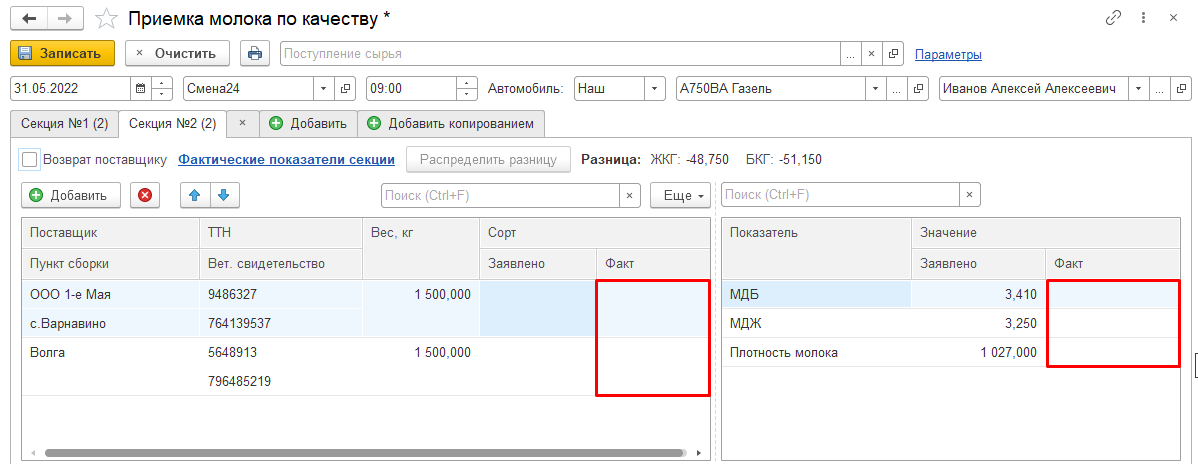 Приемка молока по качеству *
Записать × Очистить Поступление сырья ... × Параметры
31.05.2022 Смена24 09:00 Автомобиль: Наш А750ВА Газель ... Иванов Алексей Алексеевич ...
Секция №1 (2) Секция №2 (2) × Добавить Добавить копированием
Возврат поставщику Фактические показатели секции Распределить разницу Разница: ЖКГ: -48,750 БКГ: -51,150
Добавить Поиск (Ctrl+F) × Еще Поиск (Ctrl+F) ×
Поставщик ТТН Вес, кг Сорт Показатель Значение
Пункт сборки Вет. свидетельство Заявлено Факт Заявлено Факт
ООО 1-е Мая 9486327 1 500,000 МДБ 3,410
с.Варнавино 764139537 МДЖ 3,250
Волга 5648913 1 500,000 Плотность молока 1 027,000
796485219